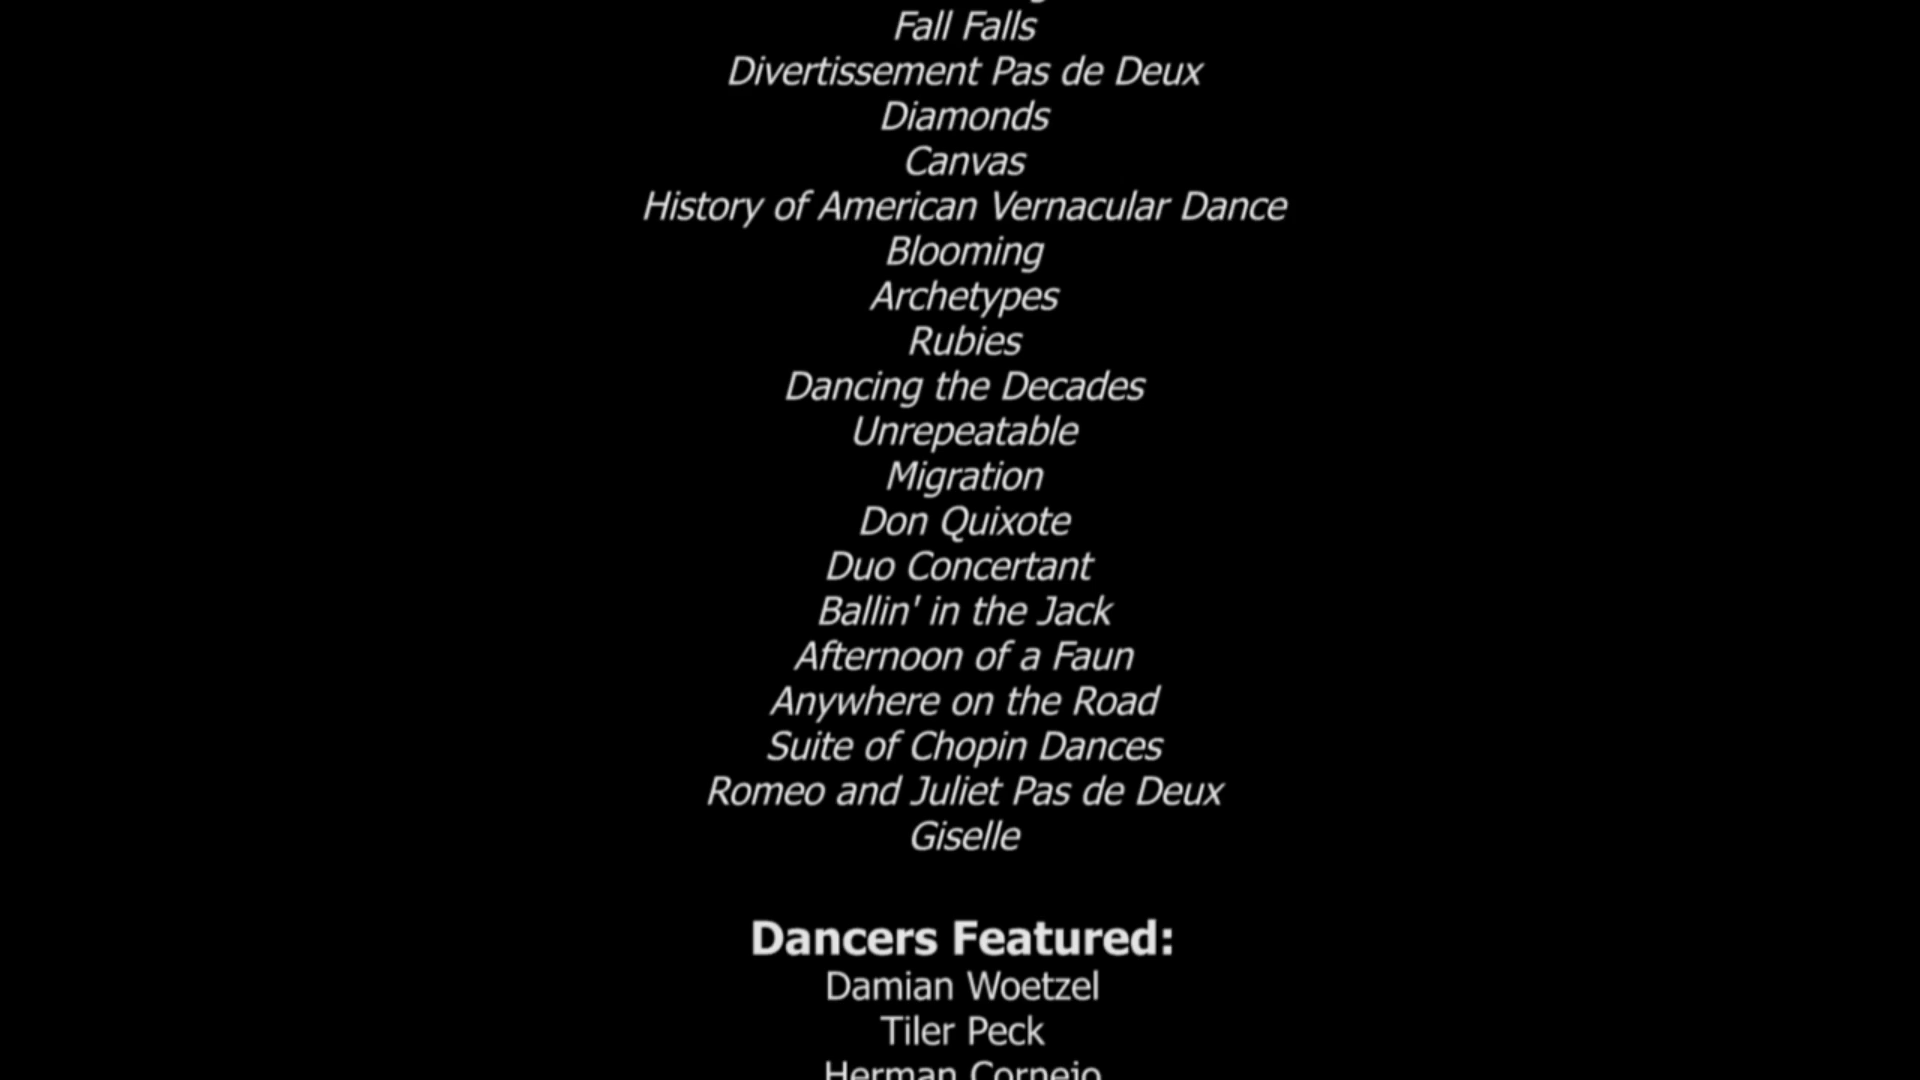 Fall Falls
Divertissement Pas de Deux
Diamonds
Canvas
History of American Vernacular Dance
Blooming
Archetypes
Rubies
Dancing the Decades
Unrepeatable
Migration
Don Quixote
Duo Concertant
Ballin' in the Jack
Afternoon of a Faun
Anywhere on the Road
Suite of Chopin Dances
Romeo and Juliet Pas de Deux
Giselle
Dancers Featured:
Damian Woetzel
Tiler Peck
Herman Cornejo